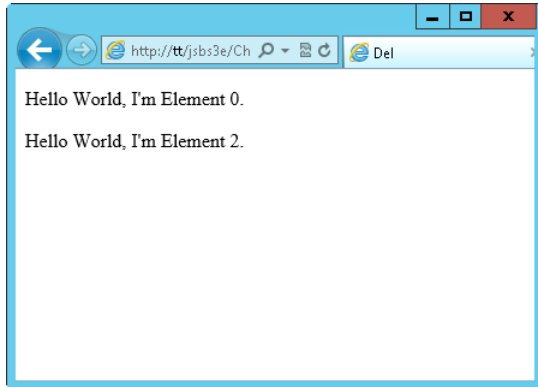 http://tt/jsbs3e/Ch
Del
Hello World, I'm Element 0.
Hello World, I'm Element 2.